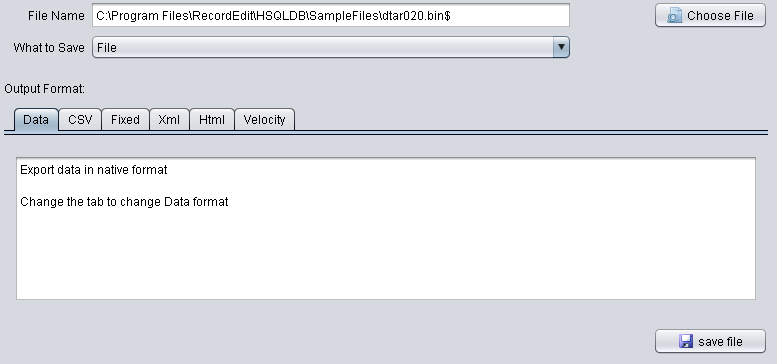 File Name C:\Program Files\RecordEdit\HSQLDB\SampleFiles\dtar020.bin$ Choose File
What to Save File
Output Format:
Data CSV Fixed Xml Html Velocity
Export data in native format
Change the tab to change Data format
save file